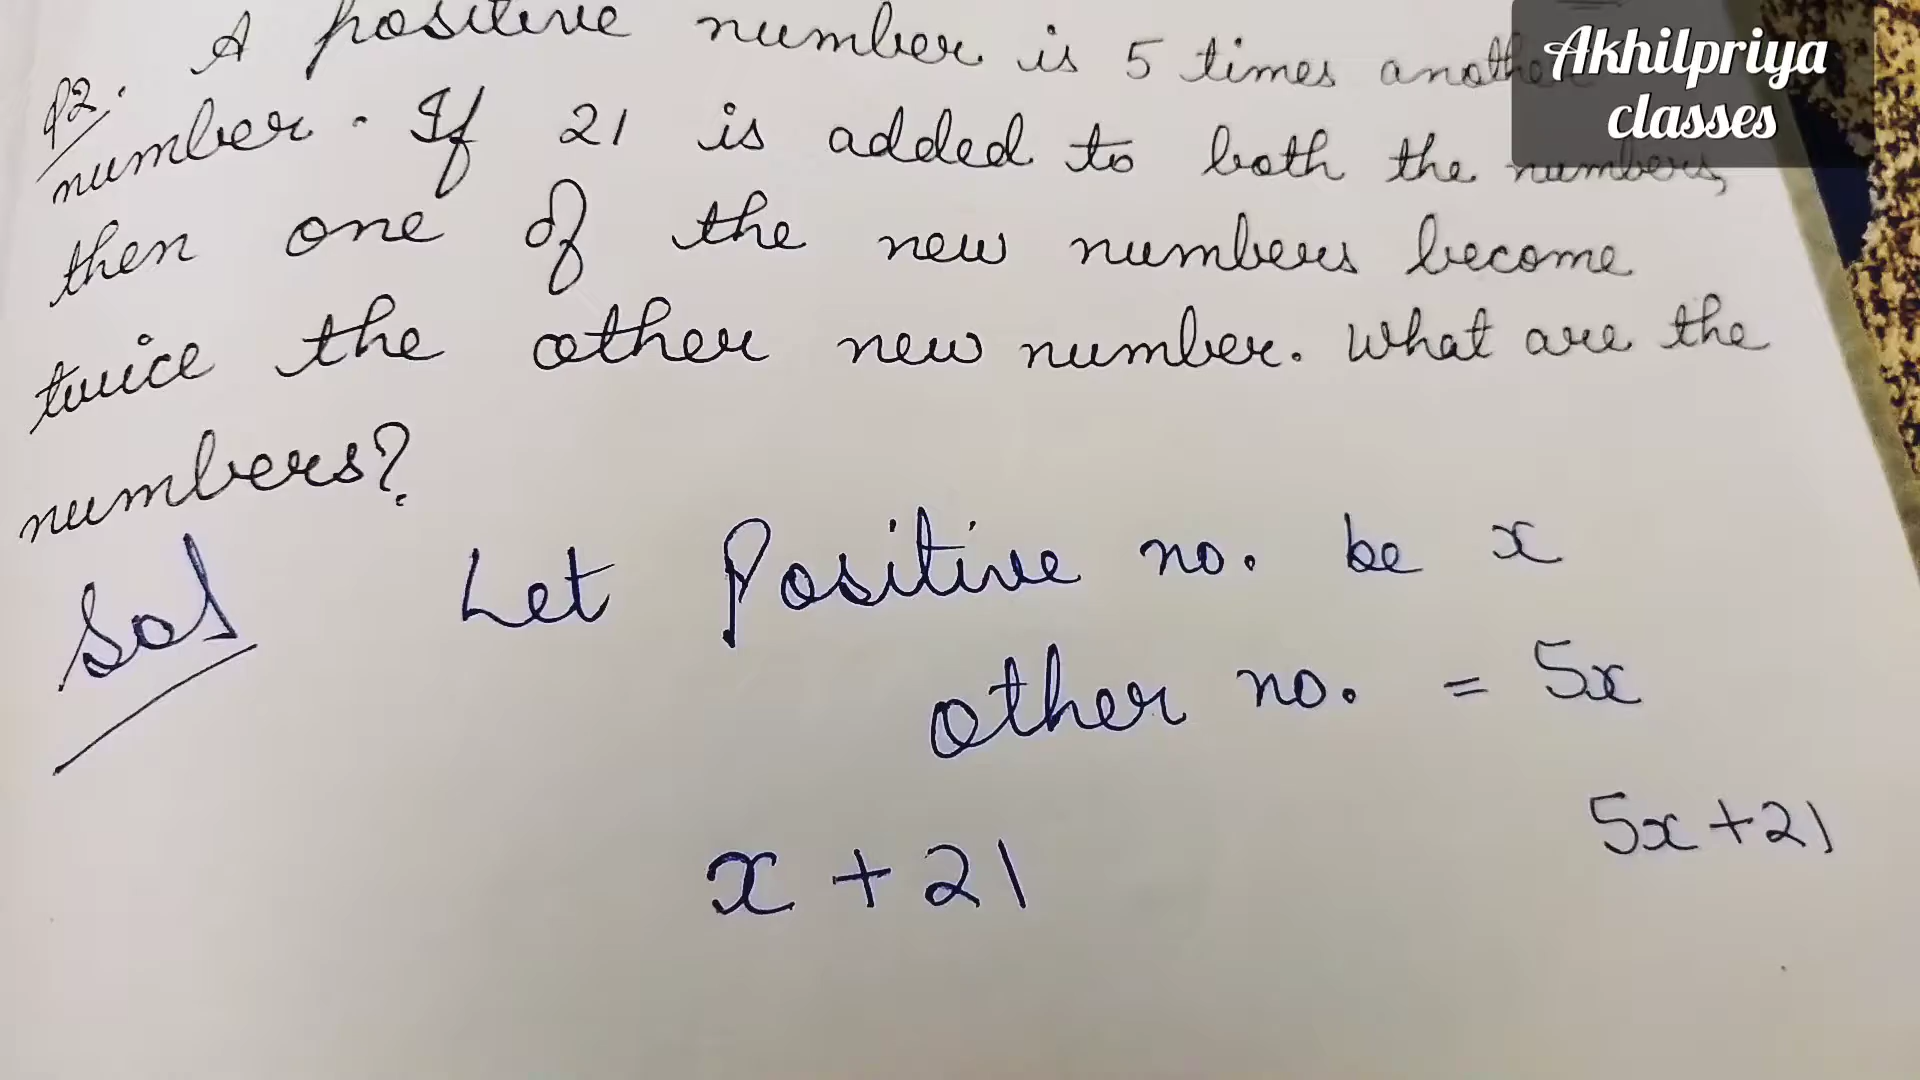 Q2. A positive number is 5 times another
number. If 21 is added to both the numbers,
then one of the new numbers become
twice the other new number. What are the
numbers?
Sol Let Positive no. be x
other no. = 5x
x + 21 5x + 21
Akhilpriya
classes